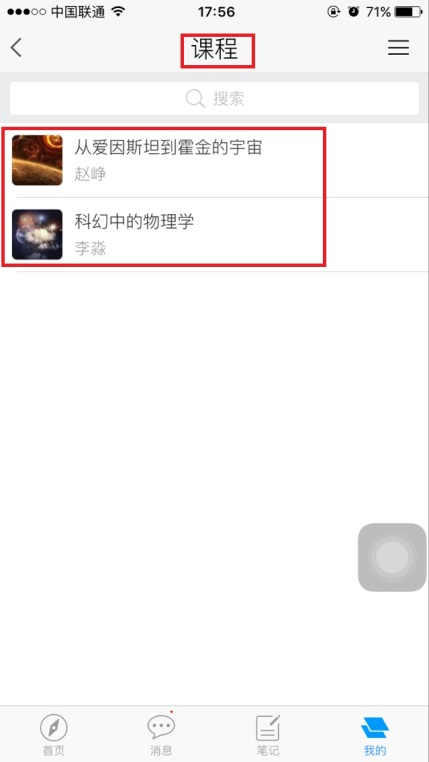 中国联通 17:56 71%
课程
搜索
从爱因斯坦到霍金的宇宙
赵峥
科幻中的物理学
李淼
首页 消息 笔记 我的